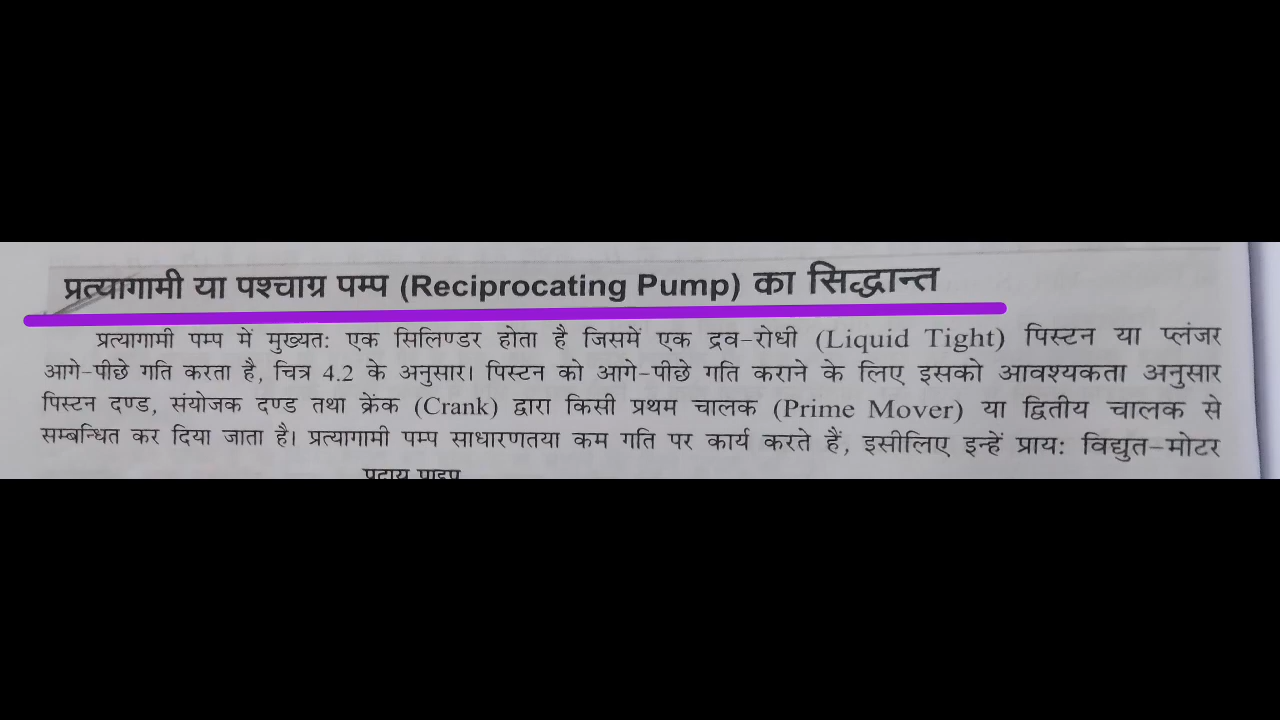 प्रत्यागामी या पश्चाग्र पम्प (Reciprocating Pump) का सिद्धान्त
प्रत्यागामी पम्प में मुख्यतः एक सिलिण्डर होता है जिसमें एक द्रव-रोधी (Liquid Tight) पिस्टन या प्लंजर
आगे-पीछे गति करता है, चित्र 4.2 के अनुसार। पिस्टन को आगे-पीछे गति कराने के लिए इसको आवश्यकता अनुसार
पिस्टन दण्ड, संयोजक दण्ड तथा क्रेंक (Crank) द्वारा किसी प्रथम चालक (Prime Mover) या द्वितीय चालक से
सम्बन्धित कर दिया जाता है। प्रत्यागामी पम्प साधारणतया कम गति पर कार्य करते हैं, इसीलिए इन्हें प्रायः विद्युत-मोटर